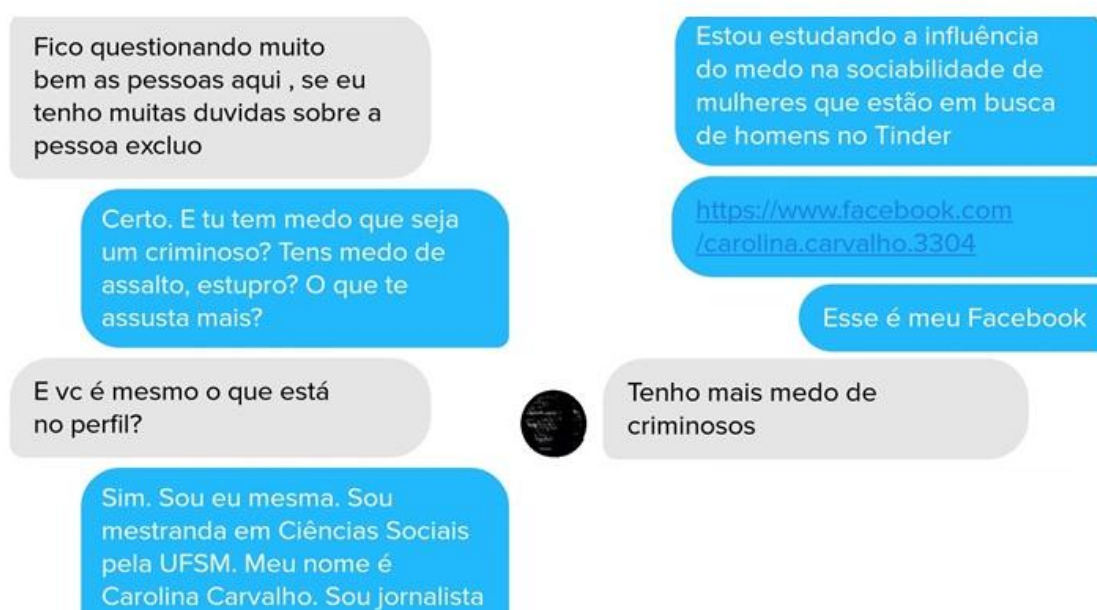 Fico questionando muito
bem as pessoas aqui , se eu
tenho muitas duvidas sobre a
pessoa excluo
Certo. E tu tem medo que seja
um criminoso? Tens medo de
assalto, estupro? O que te
assusta mais?
E vc é mesmo o que está
no perfil?
Sim. Sou eu mesma. Sou
mestranda em Ciências Sociais
pela UFSM. Meu nome é
Carolina Carvalho. Sou jornalista
Estou estudando a influência
do medo na sociabilidade de
mulheres que estão em busca
de homens no Tinder
https://www.facebook.com
/carolina.carvalho.3304
Esse é meu Facebook
Tenho mais medo de
criminosos